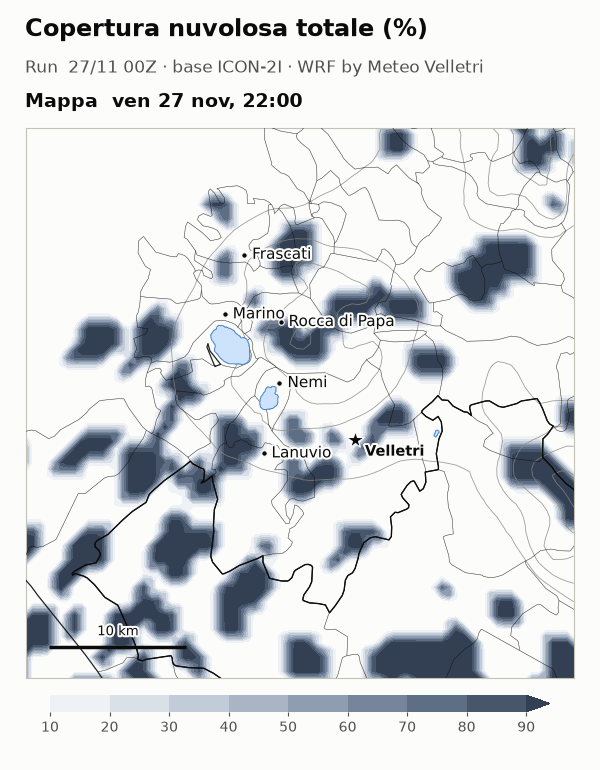 Copertura nuvolosa totale (%)
Run  27/11 00Z · base ICON-2I · WRF by Meteo Velletri
Mappa  ven 27 nov, 22:00
Frascati
Marino
Rocca di Papa
Nemi
Velletri
Lanuvio
10 km
10 20 30 40 50 60 70 80 90